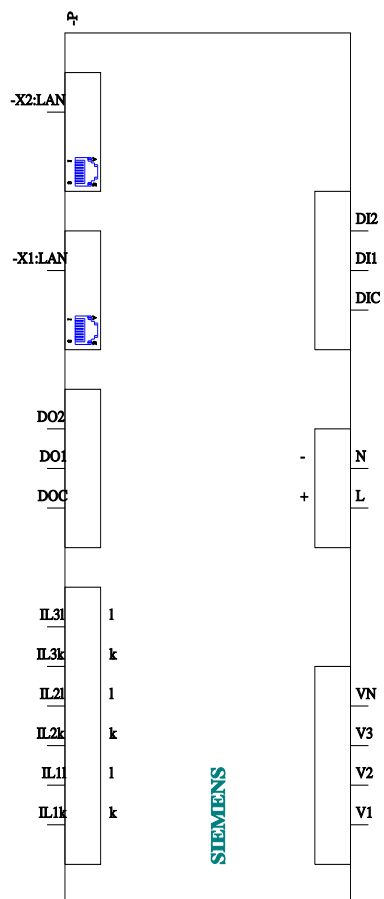 -P
-X2:LAN
-X1:LAN
DI2
DI1
DIC
DO2
DO1
DOC
- N
+ L
IL3l l
IL3k k
IL2l l
IL2k k
IL1l l
IL1k k
VN
V3
V2
V1
SIEMENS